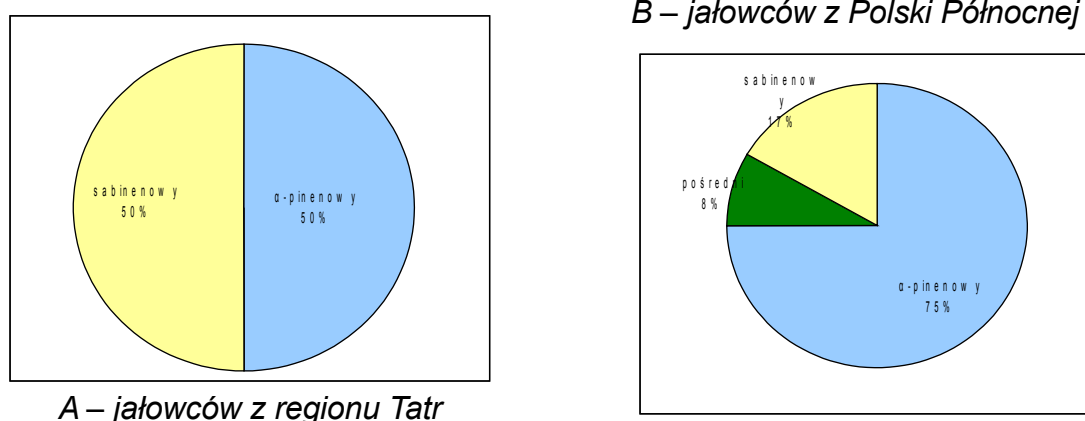 B – jałowców z Polski Północnej
sabinenowy
50%
α-pinenowy
50%
sabinenow
y
17%
pośredni
8%
α-pinenowy
75%
A – jałowców z regionu Tatr